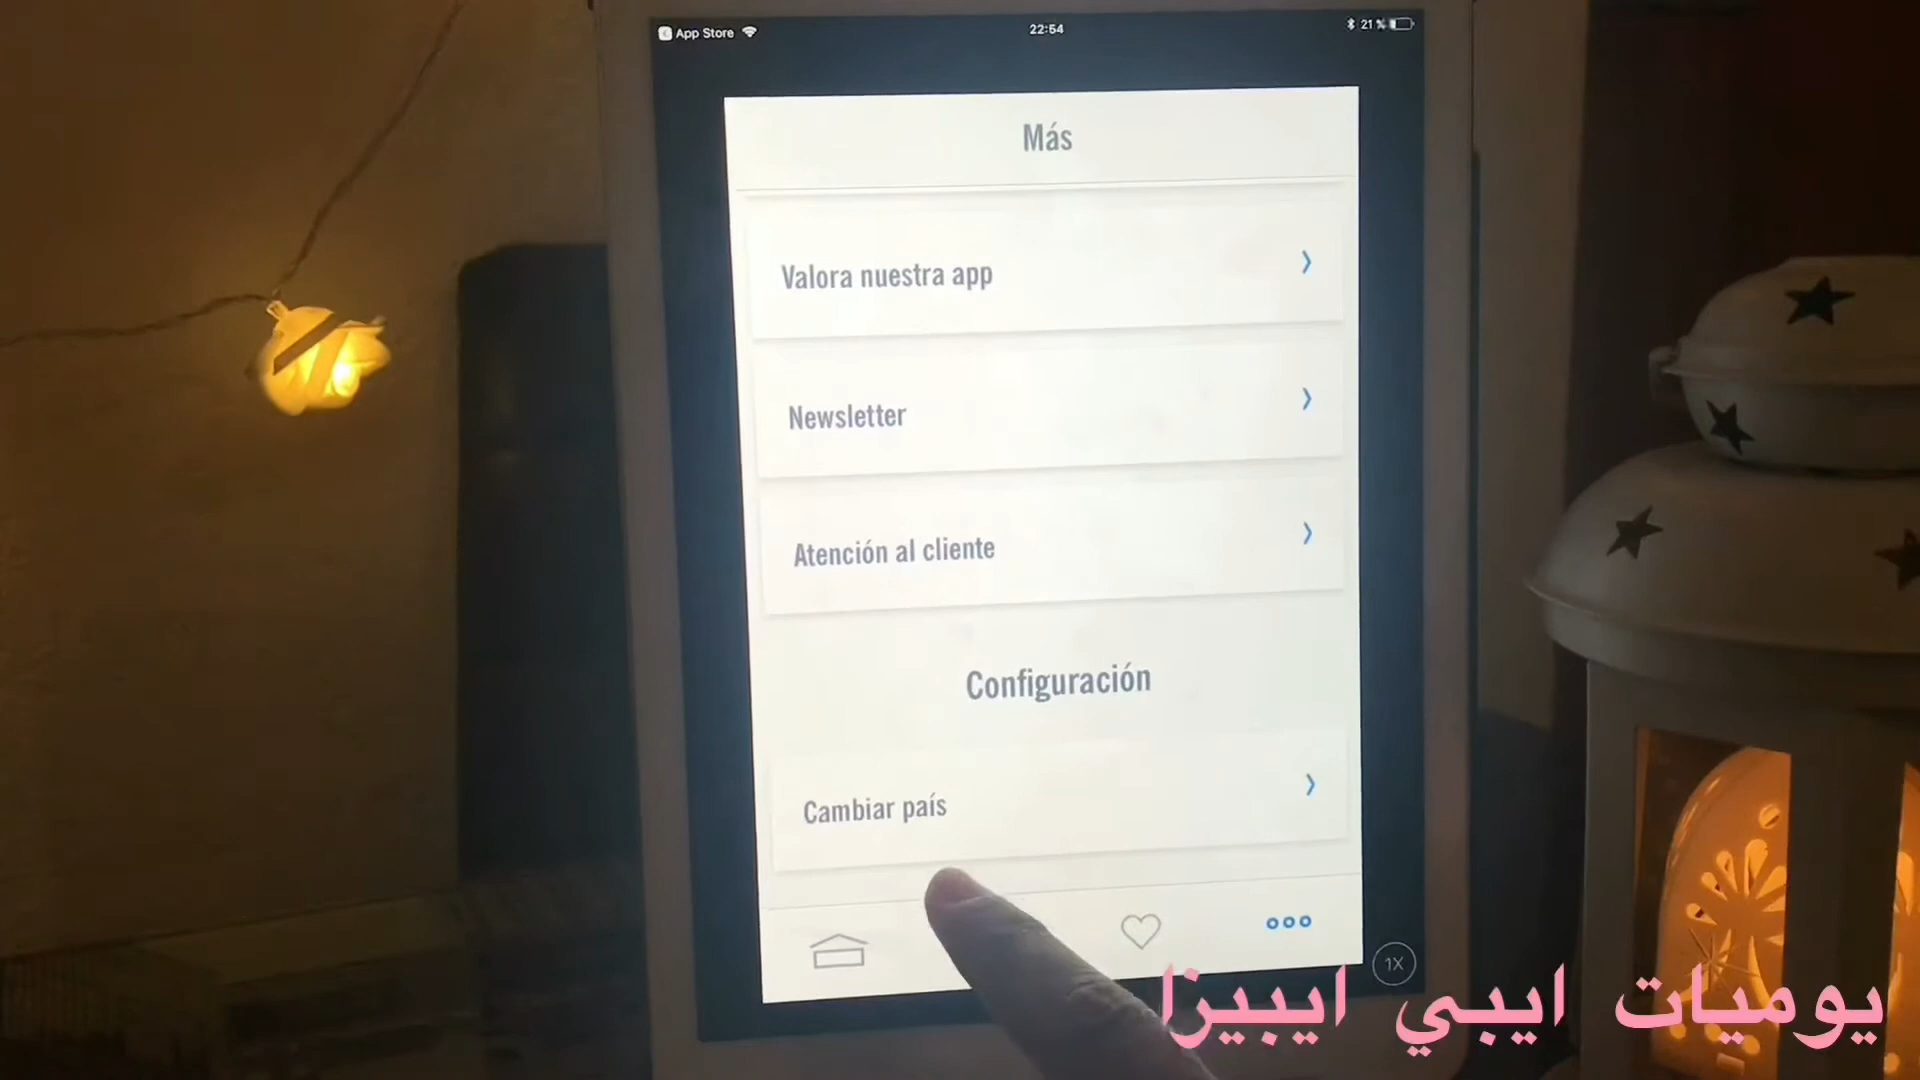 App Store
22:54
21 %
Más
Valora nuestra app
Newsletter
Atención al cliente
Configuración
Cambiar país
1X
يوميات ايبي ايبيزا